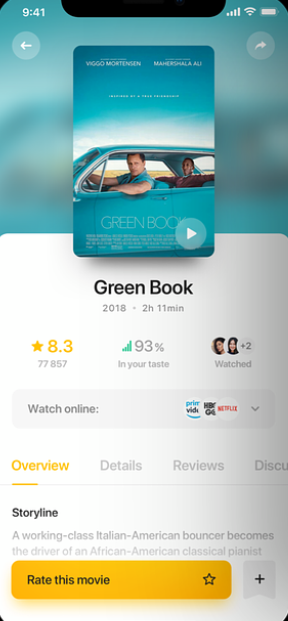 9:41
VIGGO MORTENSEN MAHERSHALA ALI
INSPIRED BY A TRUE FRIENDSHIP
GREEN BOOK
Green Book
2018 • 2h 11min
8.3 93% +2
77 857 In your taste Watched
Watch online: prime video HBO GO NETFLIX
Overview Details Reviews Discu
Storyline
A working-class Italian-American bouncer becomes
the driver of an African-American classical pianist
Rate this movie +